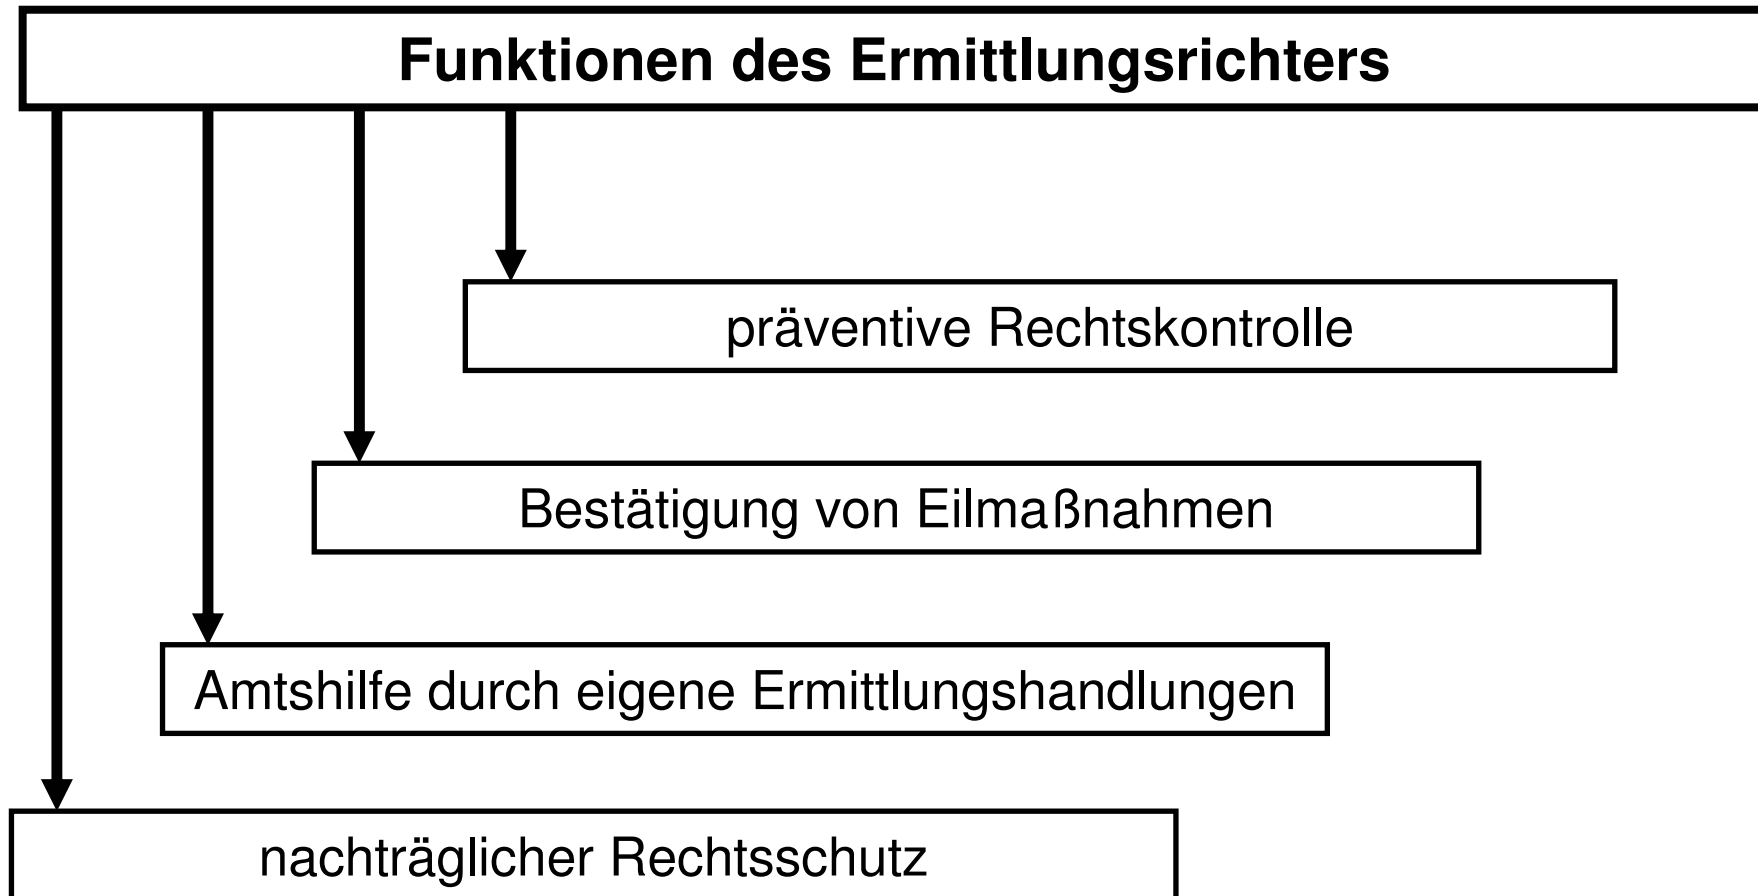 Funktionen des Ermittlungsrichters
präventive Rechtskontrolle
Bestätigung von Eilmaßnahmen
Amtshilfe durch eigene Ermittlungshandlungen
nachträglicher Rechtsschutz